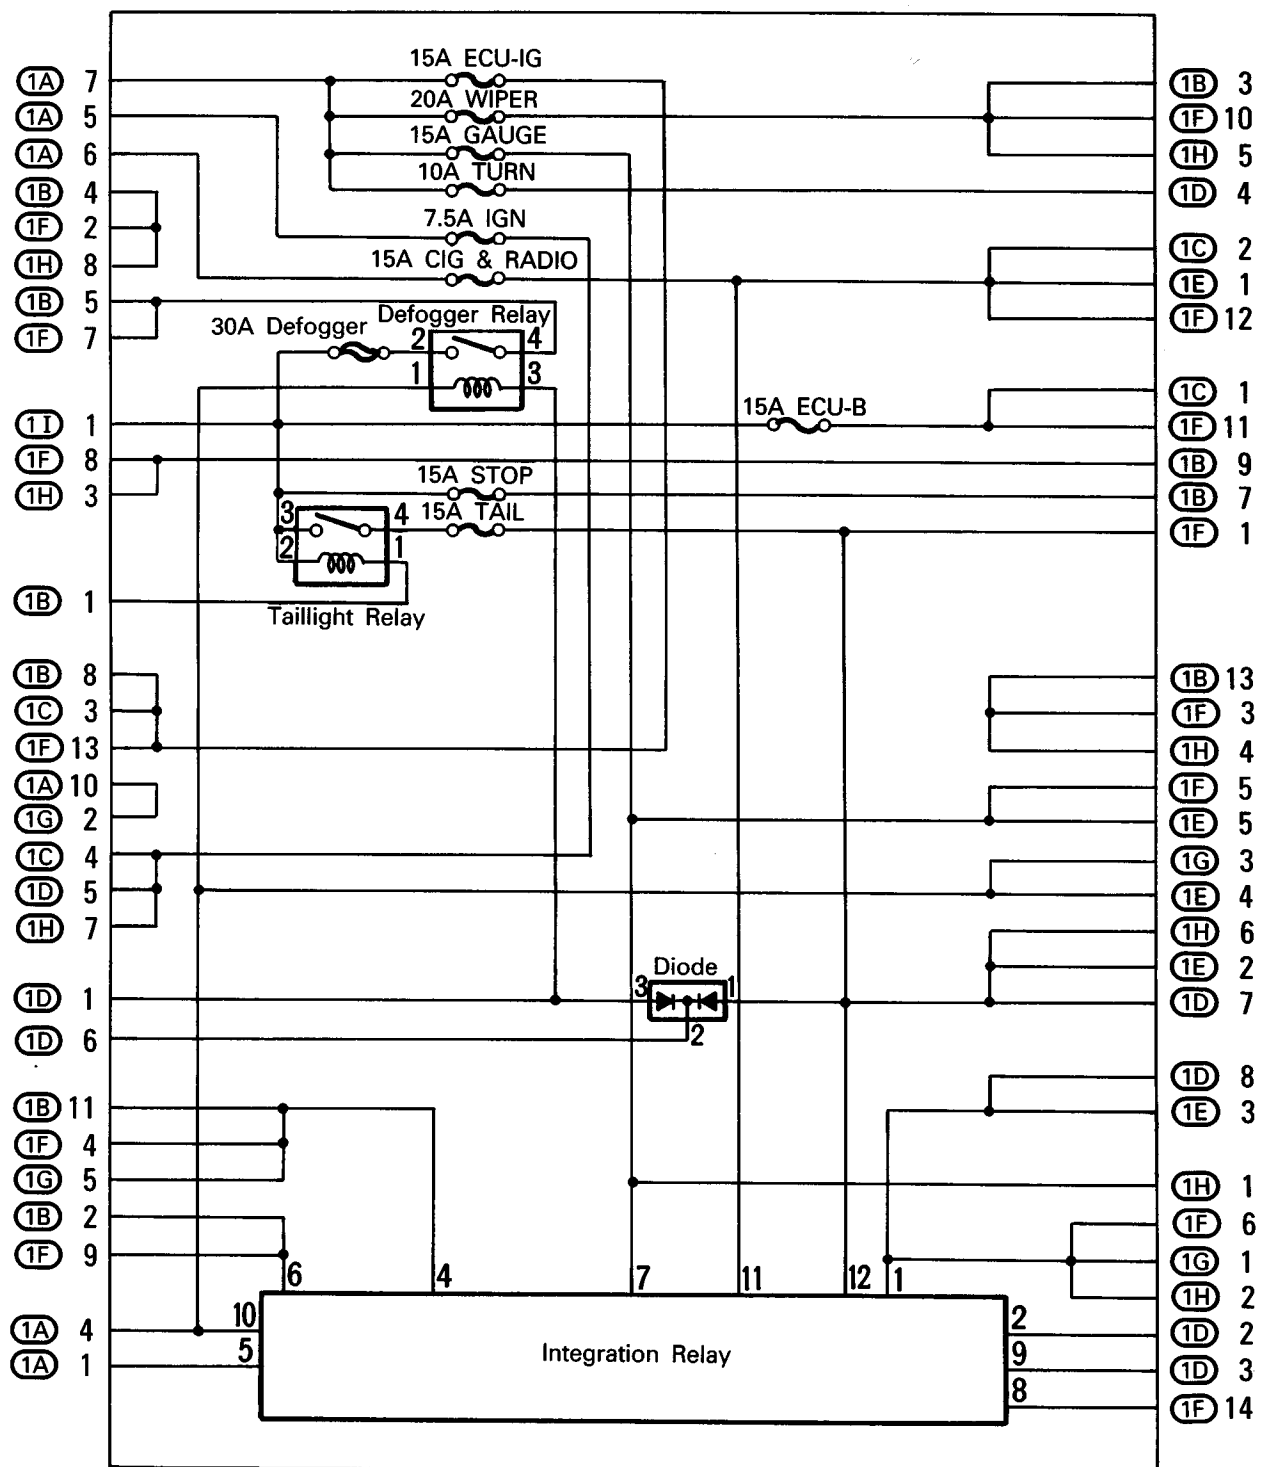 15A ECU-IG
1A 7
1B 3
20A WIPER
1A 5
1F 10
15A GAUGE
1A 6
1H 5
10A TURN
1B 4
1D 4
7.5A IGN
1F 2
1C 2
15A CIG & RADIO
1H 8
1E 1
1B 5
Defogger Relay
1F 12
30A Defogger
1F 7
2 4
1 3
1C 1
15A ECU-B
1I 1
1F 11
1F 8
1B 9
15A STOP
1H 3
1B 7
15A TAIL
3 4
1F 1
2 1
1B 1
Taillight Relay
1B 8
1B 13
1C 3
1F 3
1F 13
1H 4
1A 10
1F 5
1G 2
1E 5
1C 4
1G 3
1D 5
1E 4
1H 7
1H 6
Diode
1E 2
1D 1
3 1
1D 7
2
1D 6
1D 8
1B 11
1E 3
1F 4
1G 5
1H 1
1B 2
1F 6
1F 9
1G 1
6 4 7 11 12 1
1H 2
10
1A 4
2
1D 2
5
Integration Relay
1A 1
9
1D 3
8
1F 14